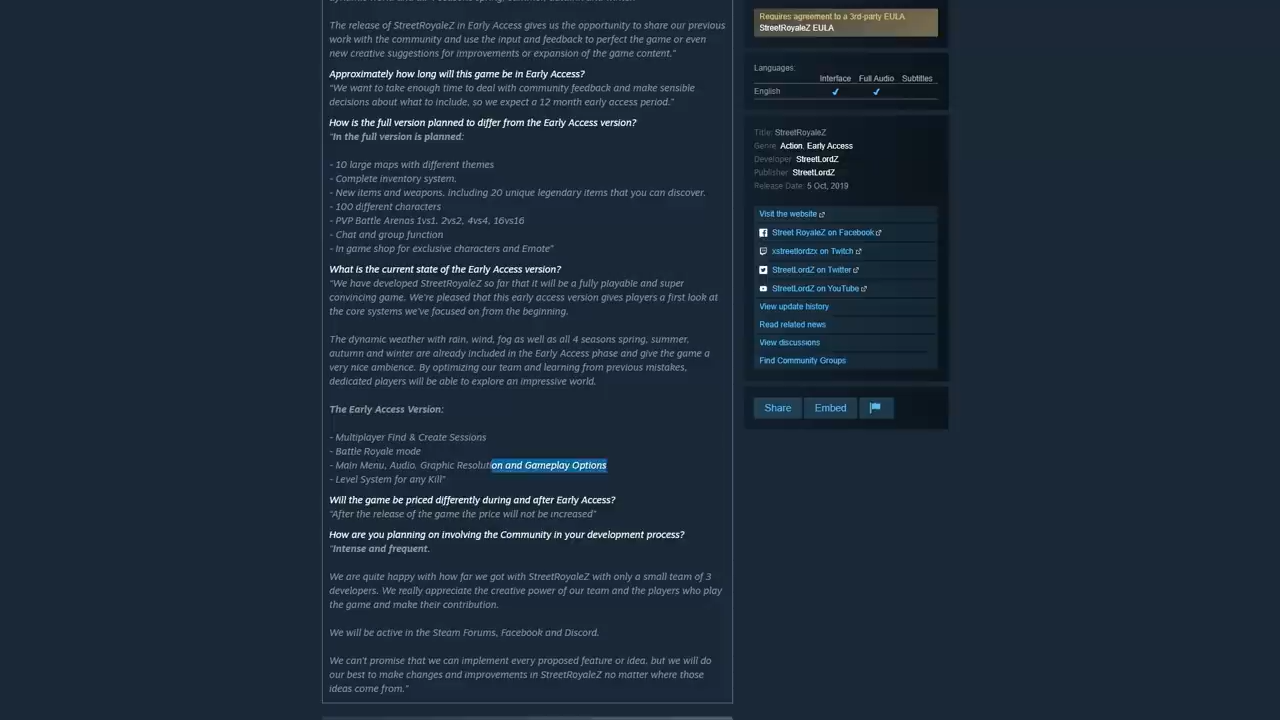 The release of StreetRoyaleZ in Early Access gives us the opportunity to share our previous
work with the community and use the input and feedback to perfect the game or even
new creative suggestions for improvements or expansion of the game content."
Approximately how long will this game be in Early Access?
"We want to take enough time to deal with community feedback and make sensible
decisions about what to include, so we expect a 12 month early access period."
How is the full version planned to differ from the Early Access version?
"In the full version is planned:
- 10 large maps with different themes
- Complete inventory system.
- New items and weapons, including 20 unique legendary items that you can discover.
- 100 different characters
- PVP Battle Arenas 1vs1, 2vs2, 4vs4, 16vs16
- Chat and group function
- In game shop for exclusive characters and Emote"
What is the current state of the Early Access version?
"We have developed StreetRoyaleZ so far that it will be a fully playable and super
convincing game. We're pleased that this early access version gives players a first look at
the core systems we've focused on from the beginning.
The dynamic weather with rain, wind, fog as well as all 4 seasons spring, summer,
autumn and winter are already included in the Early Access phase and give the game a
very nice ambience. By optimizing our team and learning from previous mistakes,
dedicated players will be able to explore an impressive world.
The Early Access Version:
- Multiplayer Find & Create Sessions
- Battle Royale mode
- Main Menu, Audio, Graphic Resolution and Gameplay Options
- Level System for any Kill"
Will the game be priced differently during and after Early Access?
"After the release of the game the price will not be increased"
How are you planning on involving the Community in your development process?
"Intense and frequent.
We are quite happy with how far we got with StreetRoyaleZ with only a small team of 3
developers. We really appreciate the creative power of our team and the players who play
the game and make their contribution.
We will be active in the Steam Forums, Facebook and Discord.
We can't promise that we can implement every proposed feature or idea, but we will do
our best to make changes and improvements in StreetRoyaleZ no matter where those
ideas come from."
Requires agreement to a 3rd-party EULA
StreetRoyaleZ EULA
Languages:
Interface Full Audio Subtitles
English ✔ ✔
Title: StreetRoyaleZ
Genre: Action, Early Access
Developer: StreetLordZ
Publisher: StreetLordZ
Release Date: 5 Oct, 2019
Visit the website
Street RoyaleZ on Facebook
xstreetlordzx on Twitch
StreetLordZ on Twitter
StreetLordZ on YouTube
View update history
Read related news
View discussions
Find Community Groups
Share Embed